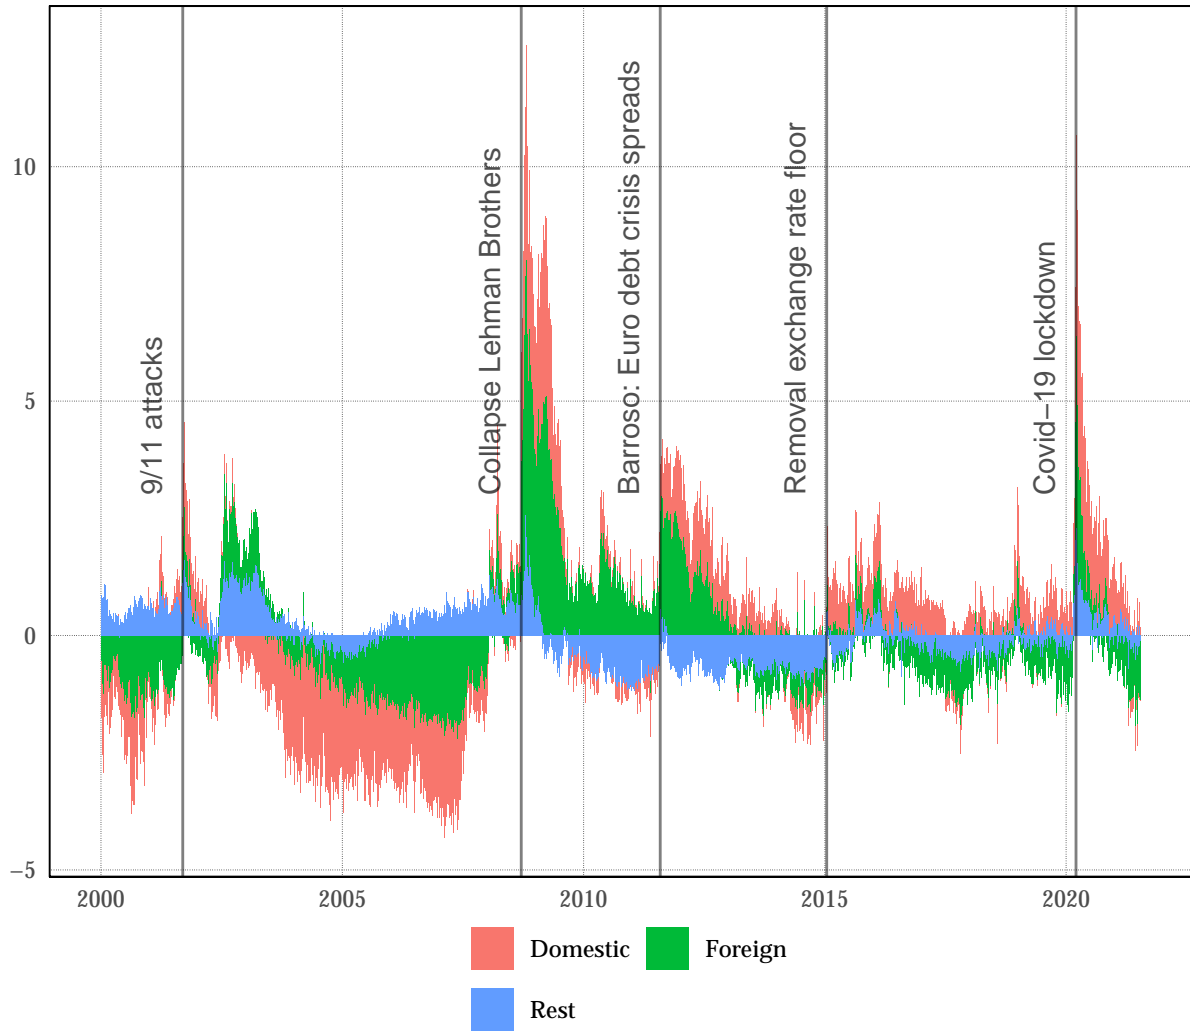 10
5
0
−5
9/11 attacks
Collapse Lehman Brothers
Barroso: Euro debt crisis spreads
Removal exchange rate floor
Covid−19 lockdown
2000 2005 2010 2015 2020
Domestic Foreign
Rest